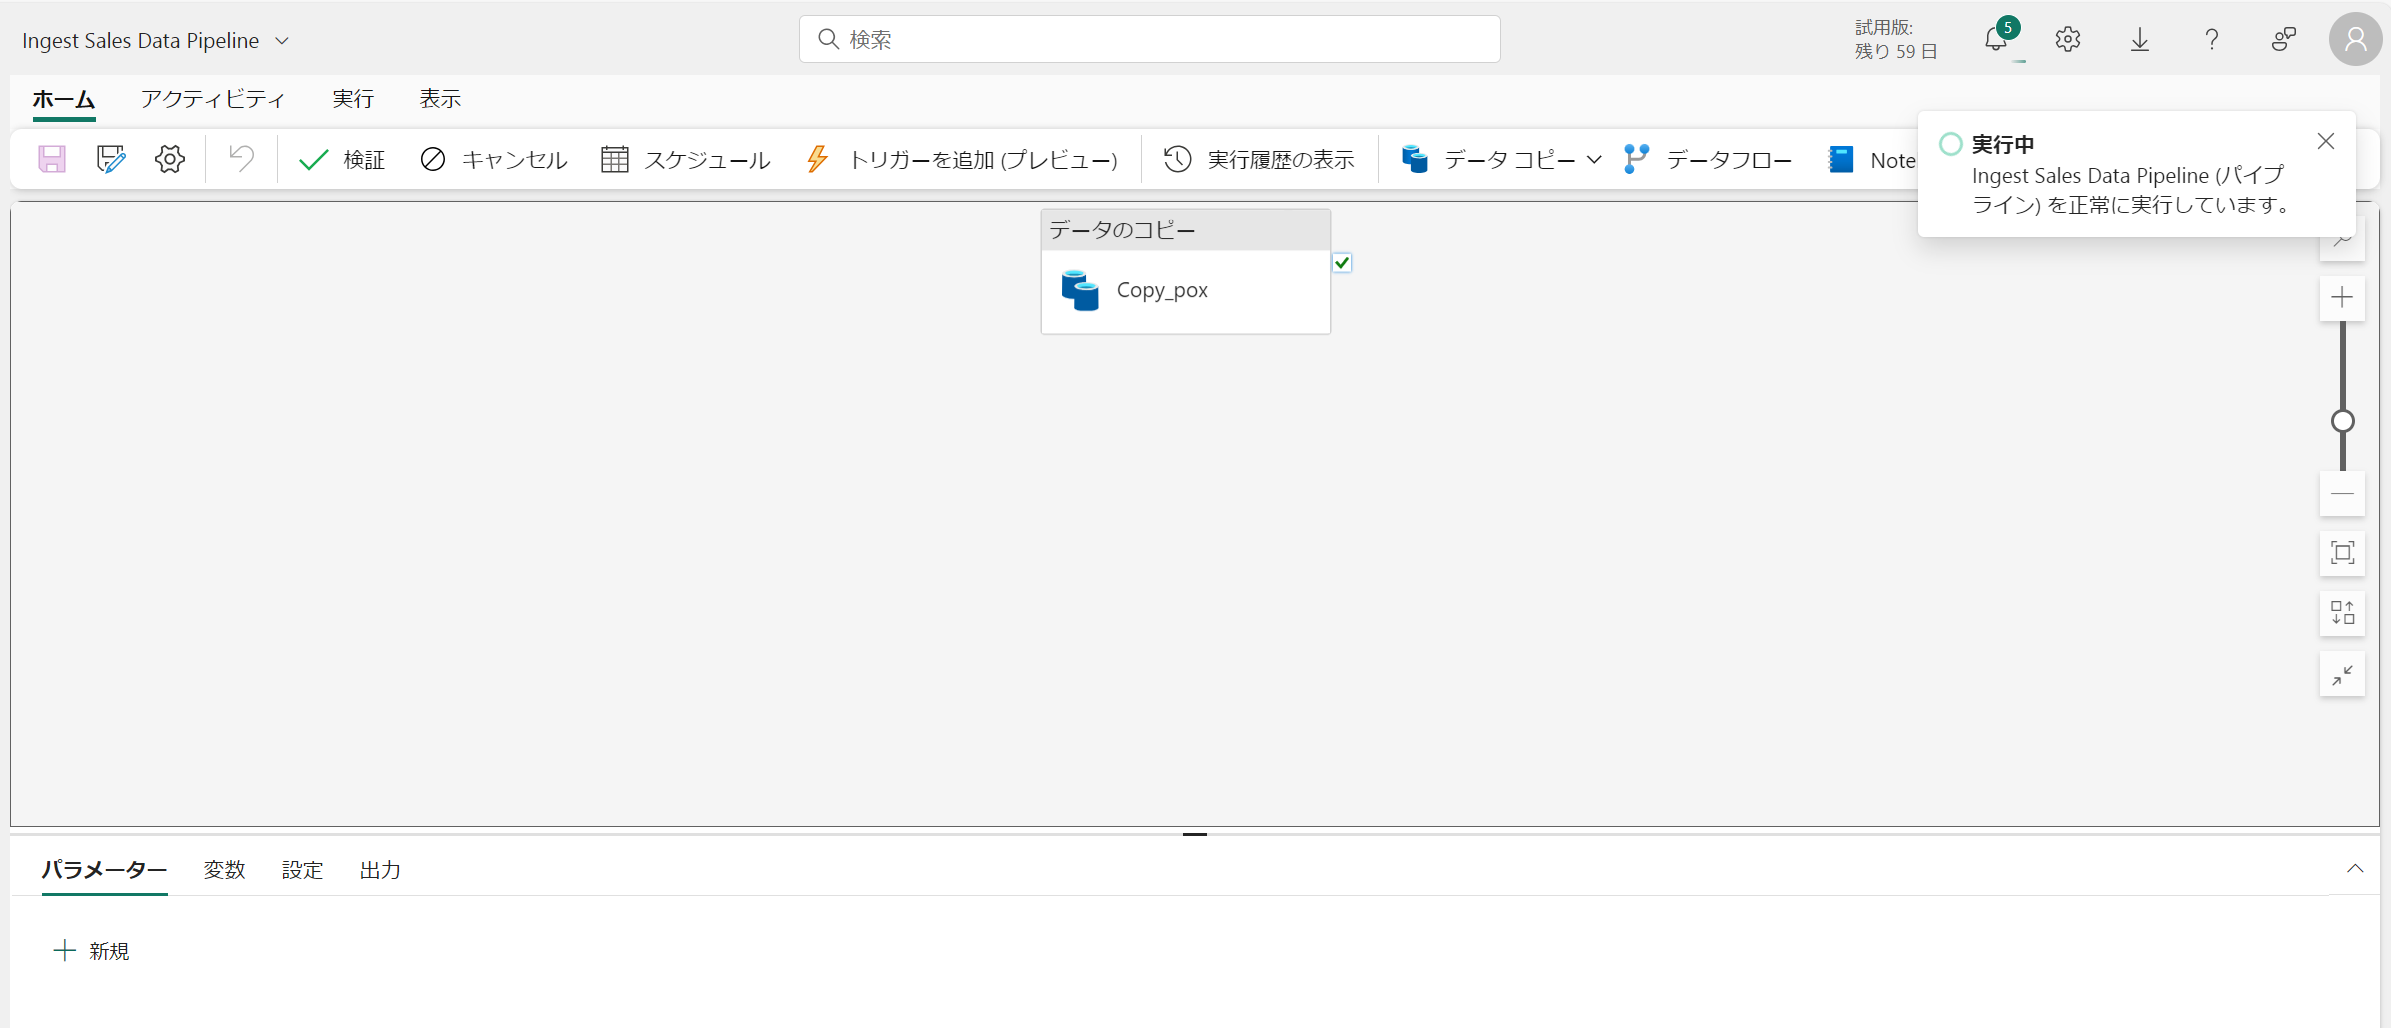 Ingest Sales Data Pipeline
検索
試用版:
残り 59 日
5
ホーム アクティビティ 実行 表示
検証 キャンセル スケジュール トリガーを追加 (プレビュー) 実行履歴の表示 データ コピー データフロー Note
実行中
Ingest Sales Data Pipeline (パイプ
ライン) を正常に実行しています。
データのコピー
Copy_pox
パラメーター 変数 設定 出力
新規